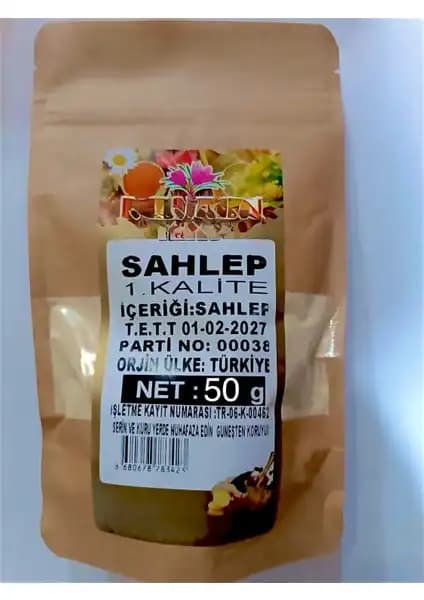 SAHLEP
1.KALİTE
İÇERİĞİ:SAHLEP
T.E.T.T 01-02-2027
PARTİ NO: 00038
ORJİN ÜLKE: TÜRKİYE
NET : 50 g
İŞLETME KAYIT NUMARASI :TR-06-K-00462
SERİN VE KURU YERDE MUHAFAZA EDİN GÜNEŞTEN KORUYUN